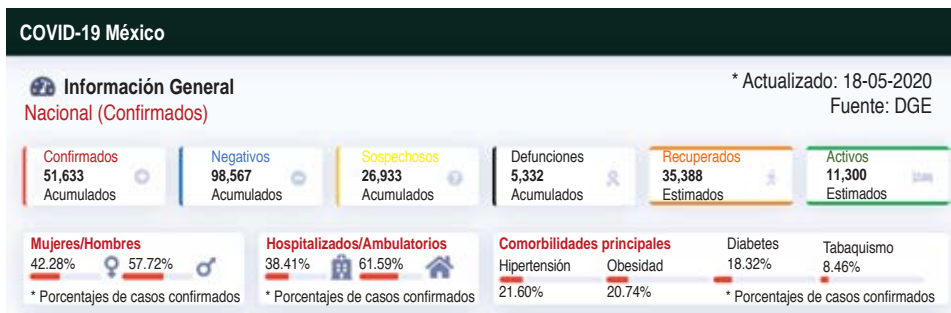 COVID-19 México
Información General
* Actualizado: 18-05-2020
Nacional (Confirmados)
Fuente: DGE
Confirmados
51,633
Acumulados
Negativos
98,567
Acumulados
Sospechosos
26,933
Acumulados
Defunciones
5,332
Acumulados
Recuperados
35,388
Estimados
Activos
11,300
Estimados
Mujeres/Hombres
42.28% 57.72%
* Porcentajes de casos confirmados
Hospitalizados/Ambulatorios
38.41% 61.59%
* Porcentajes de casos confirmados
Comorbilidades principales
Hipertensión
21.60%
Obesidad
20.74%
Diabetes
18.32%
Tabaquismo
8.46%
* Porcentajes de casos confirmados